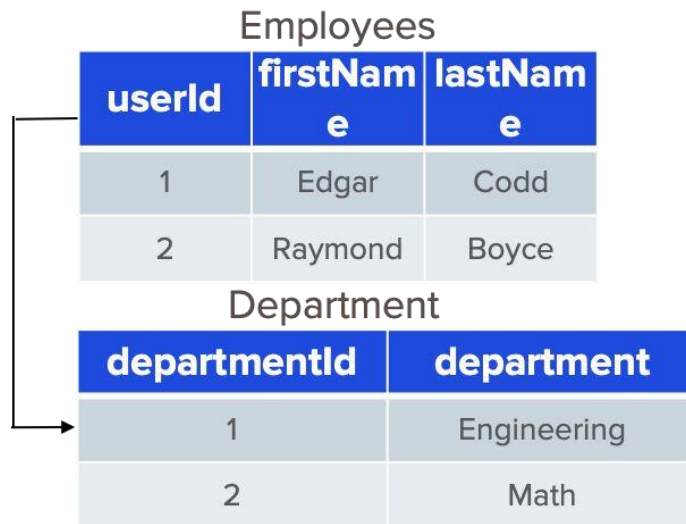 Employees
userId firstNam lastNam
e e
1 Edgar Codd
2 Raymond Boyce
Department
departmentId department
1 Engineering
2 Math